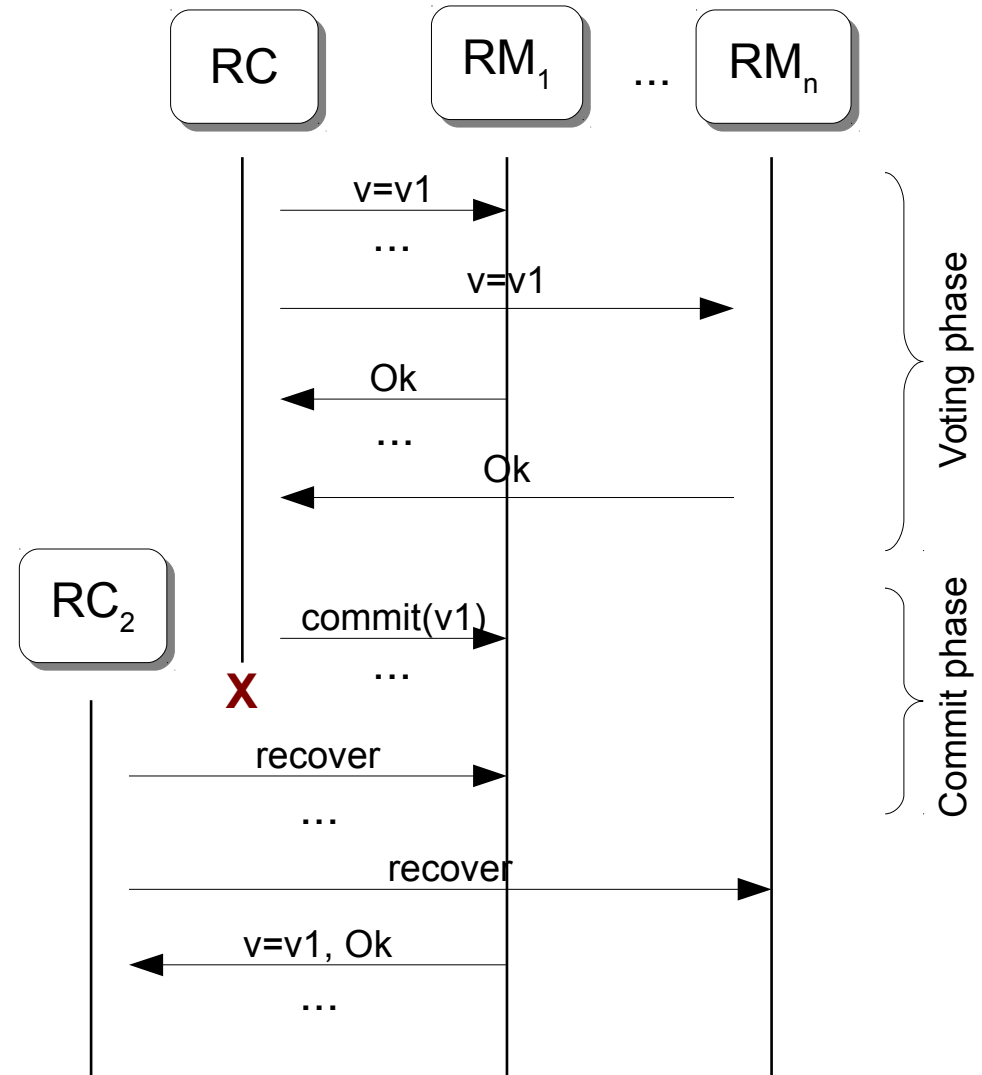 RC
RM1
...
RMn
v=v1
...
v=v1
Ok
...
Ok
Voting phase
RC2
commit(v1)
...
X
recover
...
recover
v=v1, Ok
...
Commit phase